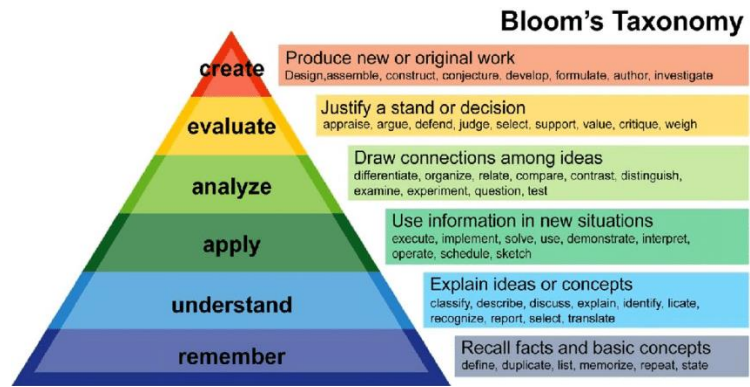 Bloom's Taxonomy
create
Produce new or original work
Design,assemble, construct, conjecture, develop, formulate, author, investigate
evaluate
Justify a stand or decision
appraise, argue, defend, judge, select, support, value, critique, weigh
analyze
Draw connections among ideas
differentiate, organize, relate, compare, contrast, distinguish,
examine, experiment, question, test
apply
Use information in new situations
execute, implement, solve, use, demonstrate, interpret,
operate, schedule, sketch
understand
Explain ideas or concepts
classify, describe, discuss, explain, identify, licate,
recognize, report, select, translate
remember
Recall facts and basic concepts
define, duplicate, list, memorize, repeat, state